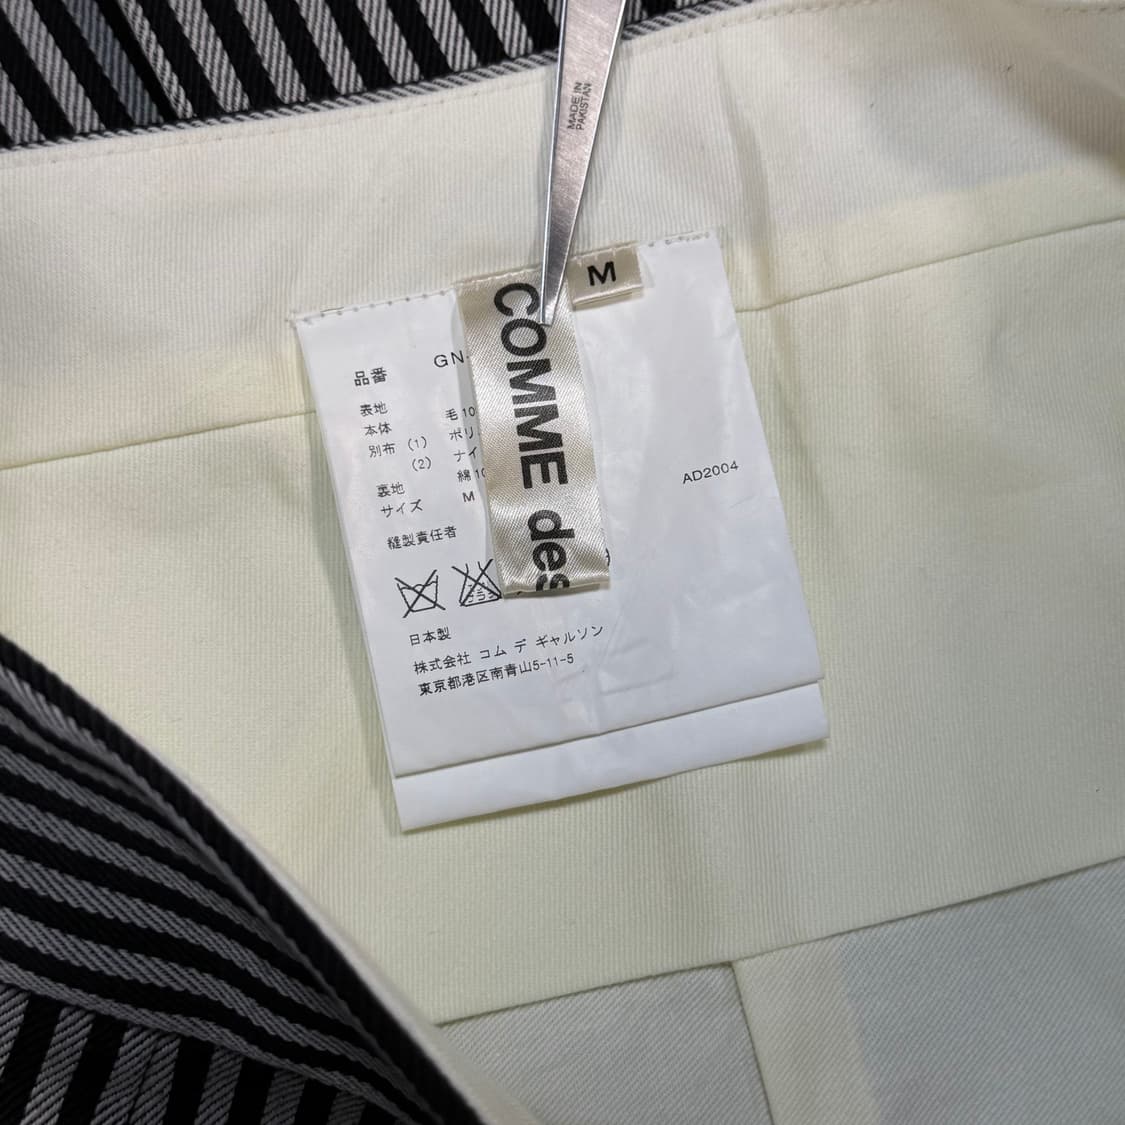 MADE IN
PAKISTAN
M
COMME des
GN-
品番
表地 毛10
本体 ポリ
別布 (1) ナイ
(2) 綿10
裏地
サイズ M
縫製責任者
AD2004
日本製
株式会社 コム デ ギャルソン
東京都港区南青山5-11-5